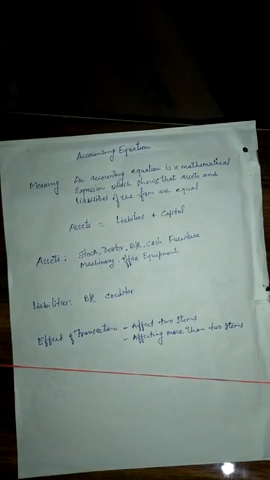 Accounting Equation
Meaning: An accounting equation is a mathematical
Expression which shows that assets and
Liabilities of the firm are equal
Assets = Liabilites + Capital
Assets: Stock, Debtor, B/R, Cash, Furniture
Machinery, office Equipment
Liabilities: B/P, Creditor
Effect of Transaction - Affect two Items
- Affecting more than two Items